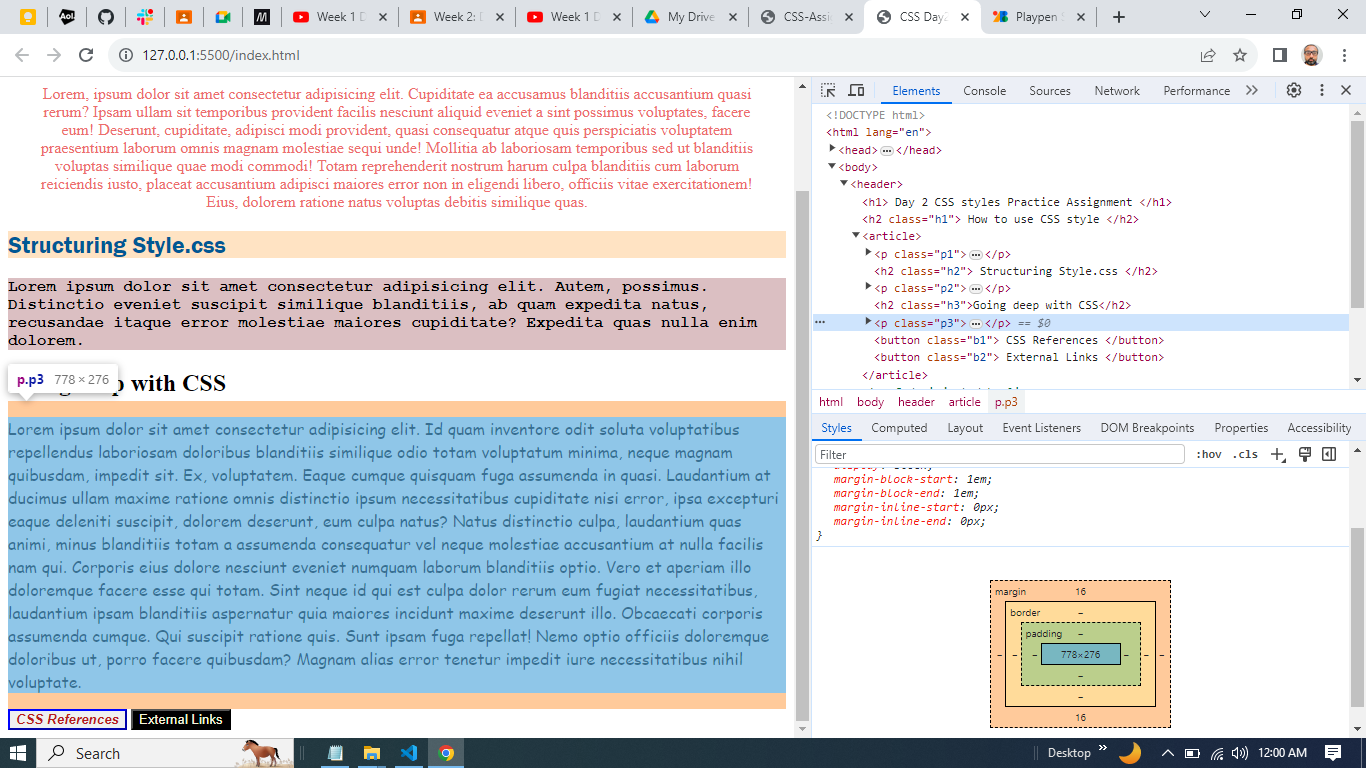 Week 1 D
Week 2: D
Week 1 D
My Drive
CSS-Assi
CSS Day2
Playpen S
127.0.0.1:5500/index.html
Lorem, ipsum dolor sit amet consectetur adipisicing elit. Cupiditate ea accusamus blanditiis accusantium quasi
rerum? Ipsam ullam sit temporibus provident facilis nesciunt aliquid eveniet a sint possimus voluptates, facere
eum! Deserunt, cupiditate, adipisci modi provident, quasi consequatur atque quis perspiciatis voluptatem
praesentium laborum omnis magnam molestiae sequi unde! Mollitia ab laboriosam temporibus sed ut blanditiis
voluptas similique quae modi commodi! Totam reprehenderit nostrum harum culpa blanditiis cum laborum
reiciendis iusto, placeat accusantium adipisci maiores error non in eligendi libero, officiis vitae exercitationem!
Eius, dolorem ratione natus voluptas debitis similique quas.
Structuring Style.css
Lorem ipsum dolor sit amet consectetur adipisicing elit. Autem, possimus.
Distinctio eveniet suscipit similique blanditiis, ab quam expedita natus,
recusandae itaque error molestiae maiores cupiditate? Expedita quas nulla enim
dolorem.
p.p3 778 × 276
p with CSS
Lorem ipsum dolor sit amet consectetur adipisicing elit. Id quam inventore odit soluta voluptatibus
repellendus laboriosam doloribus blanditiis similique odio totam voluptatum minima, neque magnam
quibusdam, impedit sit. Ex, voluptatem. Eaque cumque quisquam fuga assumenda in quasi. Laudantium at
ducimus ullam maxime ratione omnis distinctio ipsum necessitatibus cupiditate nisi error, ipsa excepturi
eaque deleniti suscipit, dolorem deserunt, eum culpa natus? Natus distinctio culpa, laudantium quas
animi, minus blanditiis totam a assumenda consequatur vel neque molestiae accusantium at nulla facilis
nam qui. Corporis eius dolore nesciunt eveniet numquam laborum blanditiis optio. Vero et aperiam illo
doloremque facere esse qui totam. Sint neque id qui est culpa dolor rerum eum fugiat necessitatibus,
laudantium ipsam blanditiis aspernatur quia maiores incidunt maxime deserunt illo. Obcaecati corporis
assumenda cumque. Qui suscipit ratione quis. Sunt ipsam fuga repellat! Nemo optio officiis doloremque
doloribus ut, porro facere quibusdam? Magnam alias error tenetur impedit iure necessitatibus nihil
voluptate.
CSS References External Links
Elements Console Sources Network Performance
<!DOCTYPE html>
<html lang="en">
<head>…</head>
<body>
<header>
<h1> Day 2 CSS styles Practice Assignment </h1>
<h2 class="h1"> How to use CSS style </h2>
<article>
<p class="p1">…</p>
<h2 class="h2"> Structuring Style.css </h2>
<p class="p2">…</p>
<h2 class="h3">Going deep with CSS</h2>
<p class="p3">…</p> == $0
<button class="b1"> CSS References </button>
<button class="b2"> External Links </button>
</article>
html body header article p.p3
Styles Computed Layout Event Listeners DOM Breakpoints Properties Accessibility
Filter :hov .cls
margin-block-start: 1em;
margin-block-end: 1em;
margin-inline-start: 0px;
margin-inline-end: 0px;
}
margin 16
border –
padding –
– – – 778×276 – – –
–
–
16
Search
Desktop
12:00 AM